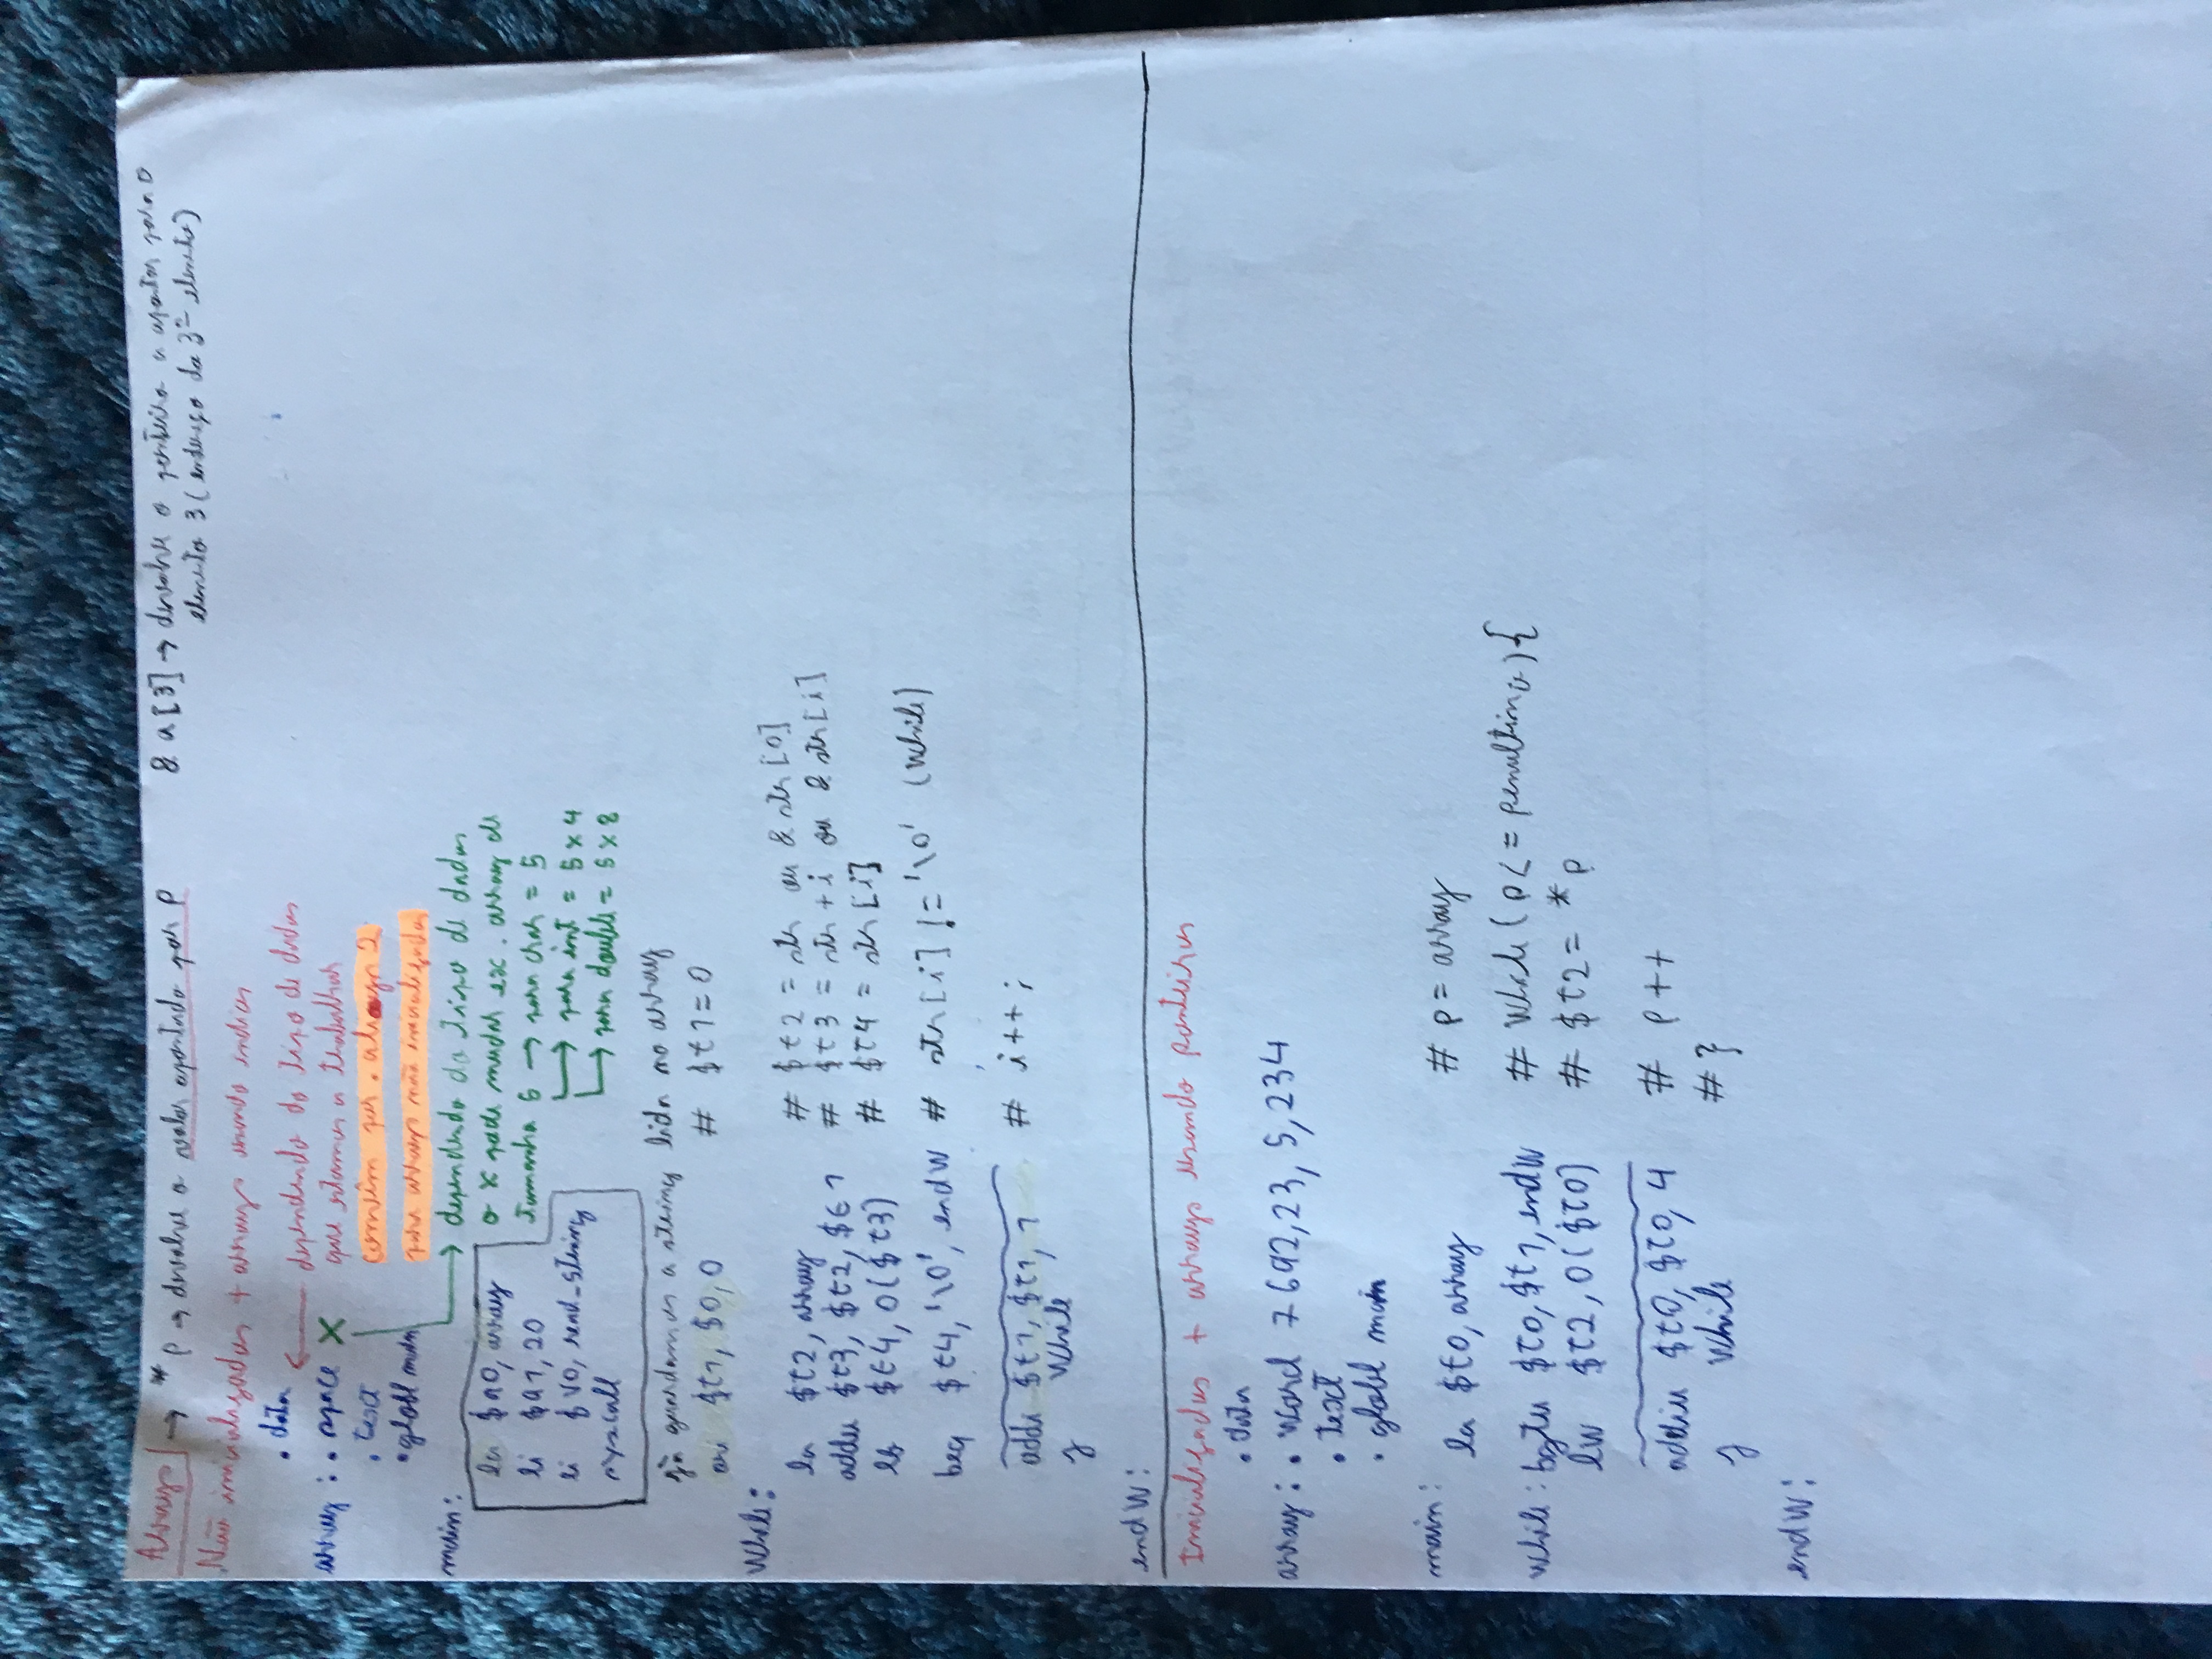 Arrays → *p → devolve o valor apontado por p
& a[3] → devolve o ponteiro a apontar para o
elemento 3 (endereço do 3º elemento)
Não inicializados + arrays usando indices
.data
← dependendo do tipo de dados
array: .space X que estamos a trabalhar
.text convêm por .align 2
.globl main para arrays não inicializados
main: → dependendo do tipo de dados
la $a0, array o x pode mudar ex. array de
li $a1, 20 tamanho 5 → para char = 5
li $v0, read_string → para int = 5x4
syscall → para double = 5x8
já guardamos a string lida no array
ori $t1, $0, 0 # $t1=0
While:
la $t2, array # $t2 = str ou &str[0]
addu $t3, $t2, $t1 # $t3 = str + i ou &str[i]
lb $t4, 0($t3) # $t4 = str[i]
beq $t4, '\0', endW # str[i] != '\0' (while)
addi $t1, $t1, 1 # i++;
j While
endW:
Inicializados + arrays usando ponteiros
.data
array: .word 7692,23, 5,234
.text
.globl main
main:
la $t0, array # p = array
while: bgtu $t0, $t1, endW # While (p <= penultimo) {
lw $t2, 0($t0) # $t2 = *p
addiu $t0, $t0, 4 # p++
j While # }
endW: